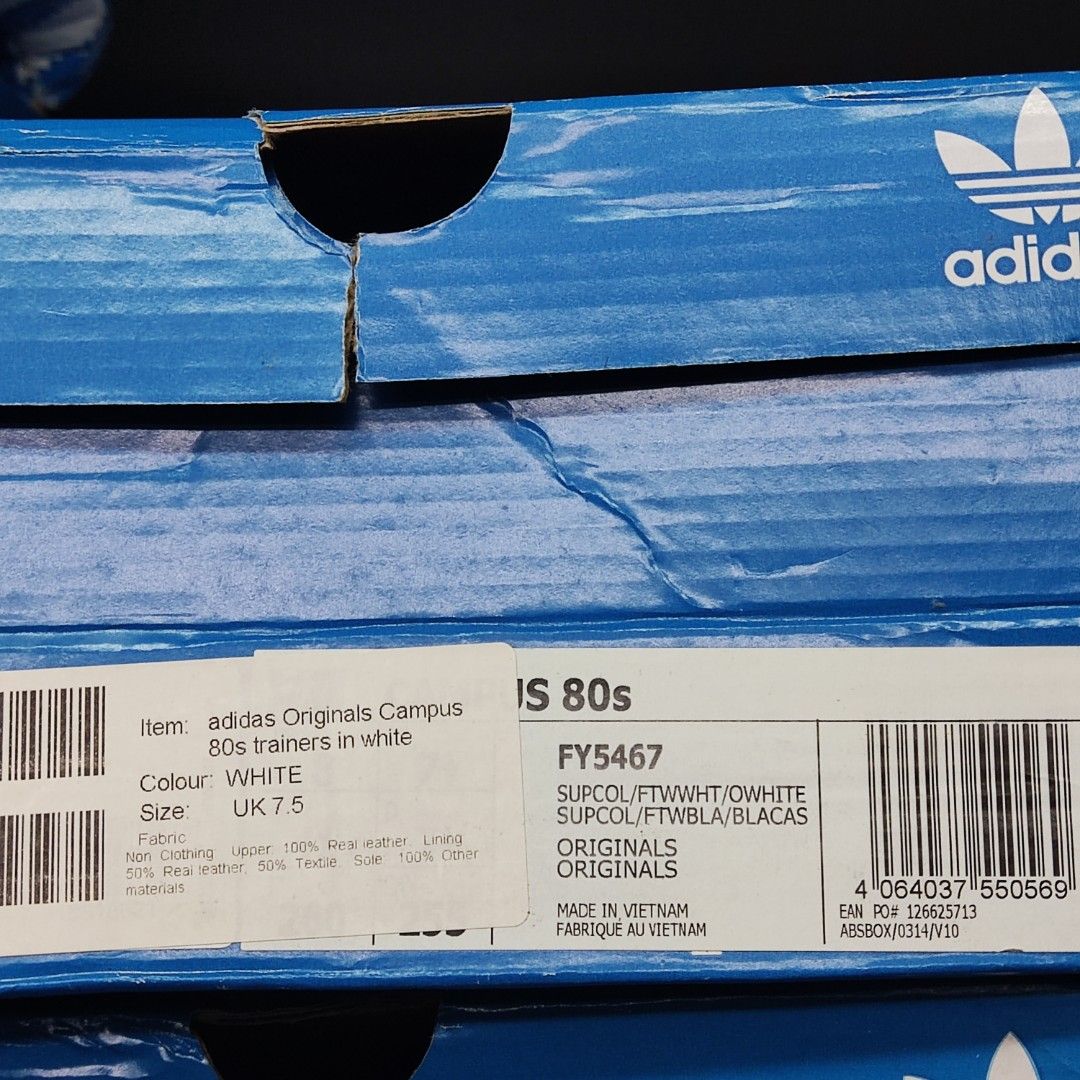 adid
Item: adidas Originals Campus
80s trainers in white
Colour: WHITE
Size: UK 7.5
Fabric
Non Clothing Upper: 100% Real leather. Lining
50% Real leather, 50% Textile. Sole: 100% Other
materials
US 80s
FY5467
SUPCOL/FTWWHT/OWHITE
SUPCOL/FTWBLA/BLACAS
ORIGINALS
ORIGINALS
MADE IN VIETNAM
FABRIQUÉ AU VIETNAM
4 064037 550569
EAN PO# 126625713
ABSBOX/0314/V10